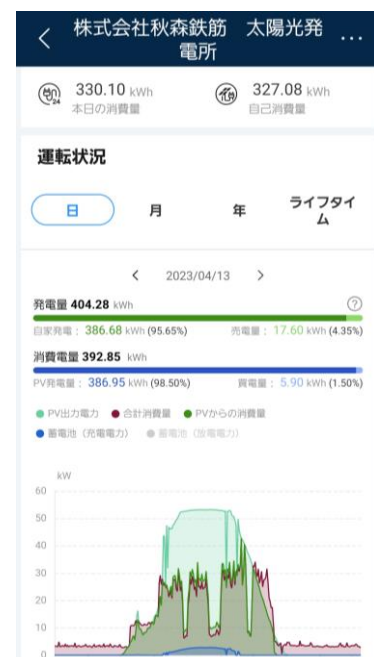 株式会社秋森鉄筋　太陽光発
電所
330.10 kWh
本日の消費量
327.08 kWh
自己消費量
運転状況
日 月 年 ライフタイ
ム
2023/04/13
発電量 404.28 kWh
自家発電： 386.68 kWh (95.65%) 売電量： 17.60 kWh (4.35%)
消費電量 392.85 kWh
PV発電量： 386.95 kWh (98.50%) 買電量： 5.90 kWh (1.50%)
PV出力電力 合計消費量 PVからの消費量
蓄電池（充電電力） 蓄電池（放電電力）
kW
60
50
40
30
20
10
0